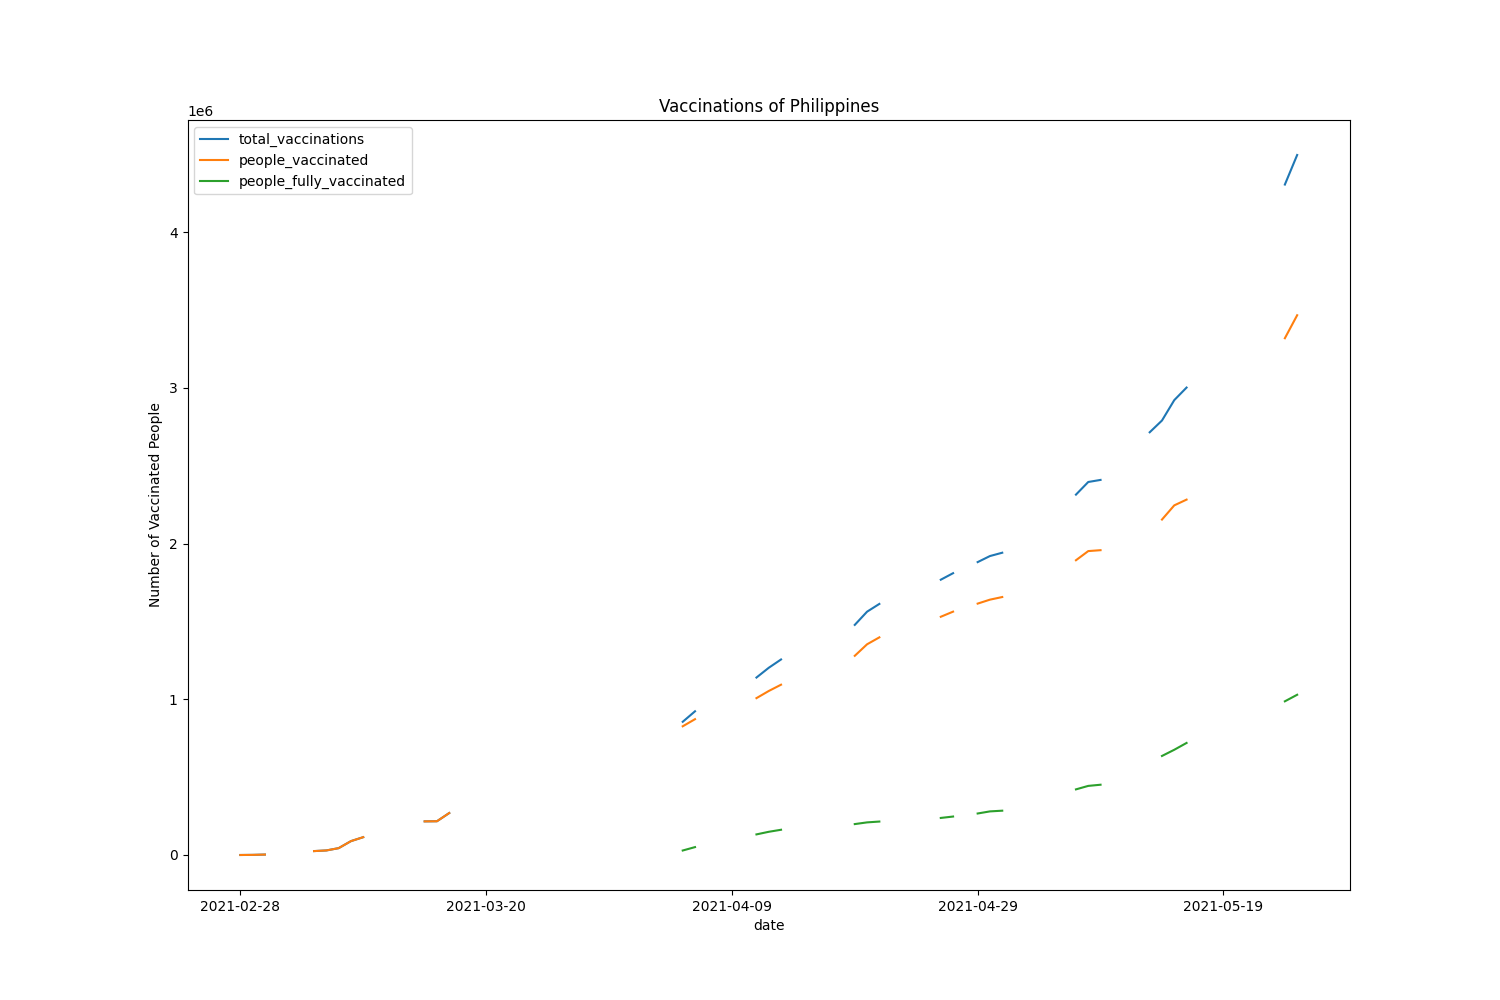 Vaccinations of Philippines
1e6
total_vaccinations
people_vaccinated
people_fully_vaccinated
4
3
2
1
0
Number of Vaccinated People
2021-02-28
2021-03-20
2021-04-09
2021-04-29
2021-05-19
date